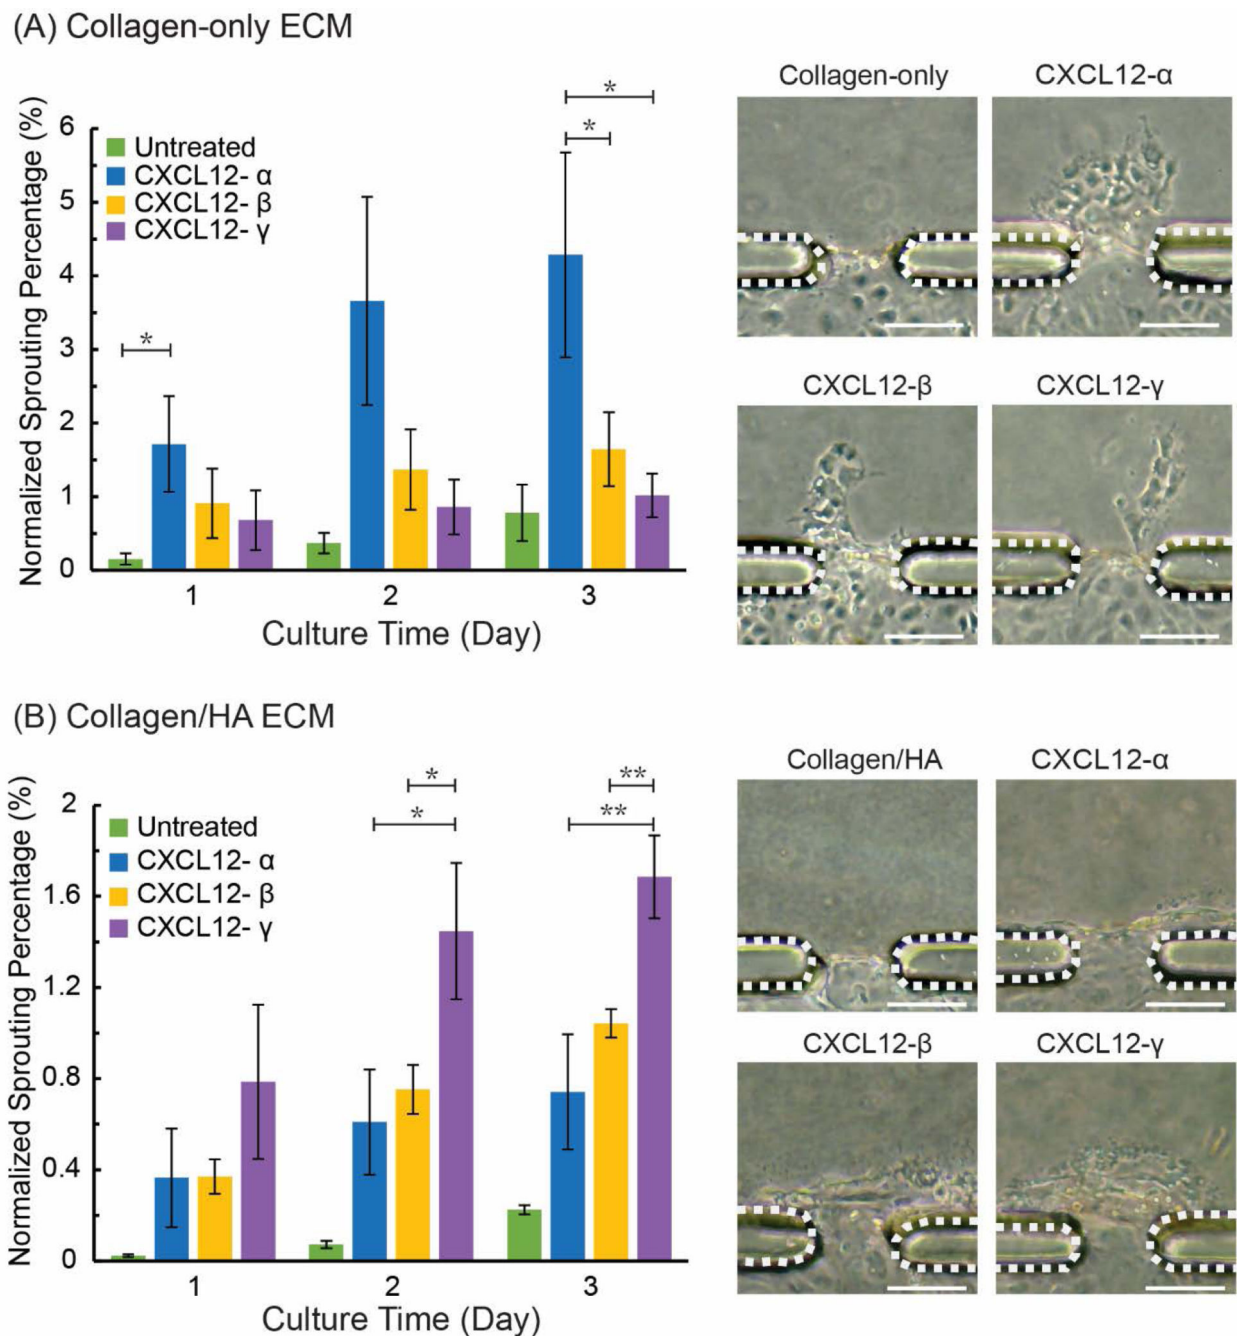 (A) Collagen-only ECM
Normalized Sprouting Percentage (%)
6
5
4
3
2
1
0
Untreated
CXCL12- α
CXCL12- β
CXCL12- γ
*
*
*
1
2
3
Culture Time (Day)
Collagen-only
CXCL12-α
CXCL12-β
CXCL12-γ
(B) Collagen/HA ECM
Normalized Sprouting Percentage (%)
2
1.6
1.2
0.8
0.4
0
Untreated
CXCL12- α
CXCL12- β
CXCL12- γ
*
*
**
**
1
2
3
Culture Time (Day)
Collagen/HA
CXCL12-α
CXCL12-β
CXCL12-γ